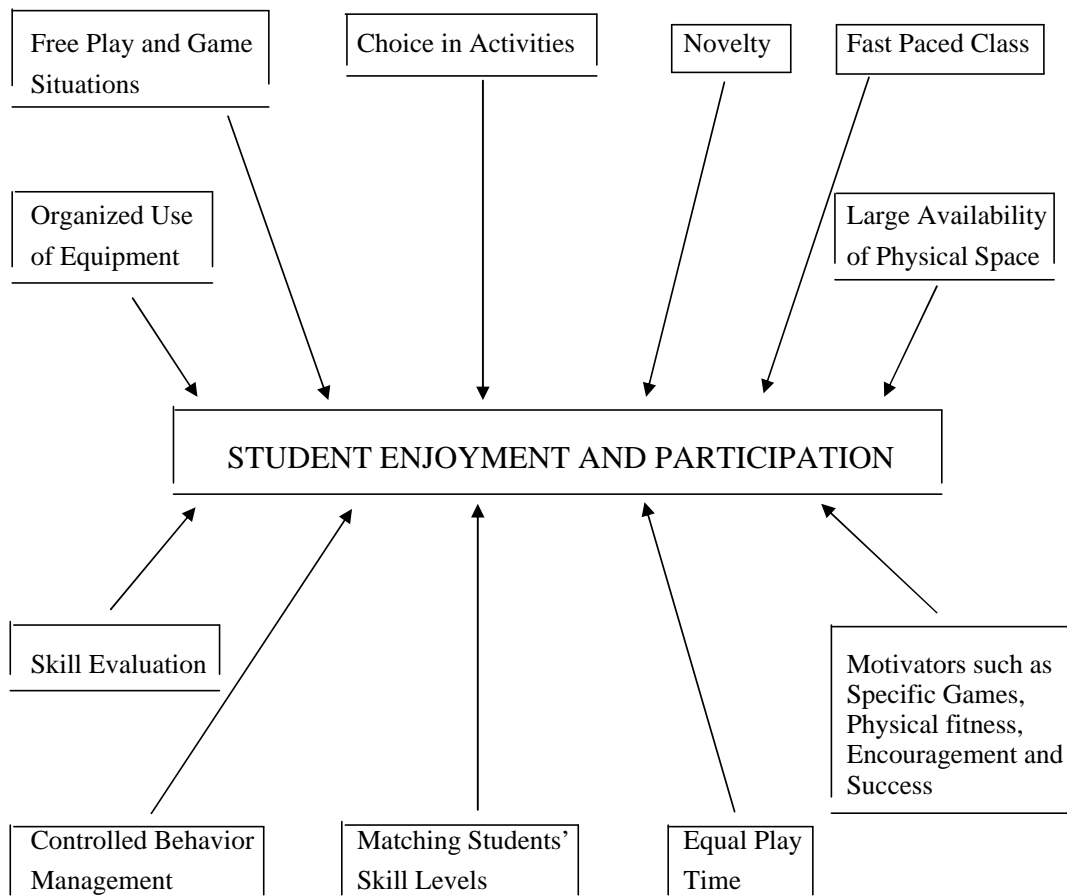 Free Play and Game
Situations
Choice in Activities
Novelty
Fast Paced Class
Organized Use
of Equipment
Large Availability
of Physical Space
STUDENT ENJOYMENT AND PARTICIPATION
Skill Evaluation
Motivators such as
Specific Games,
Physical fitness,
Encouragement and
Success
Controlled Behavior
Management
Matching Students’
Skill Levels
Equal Play
Time